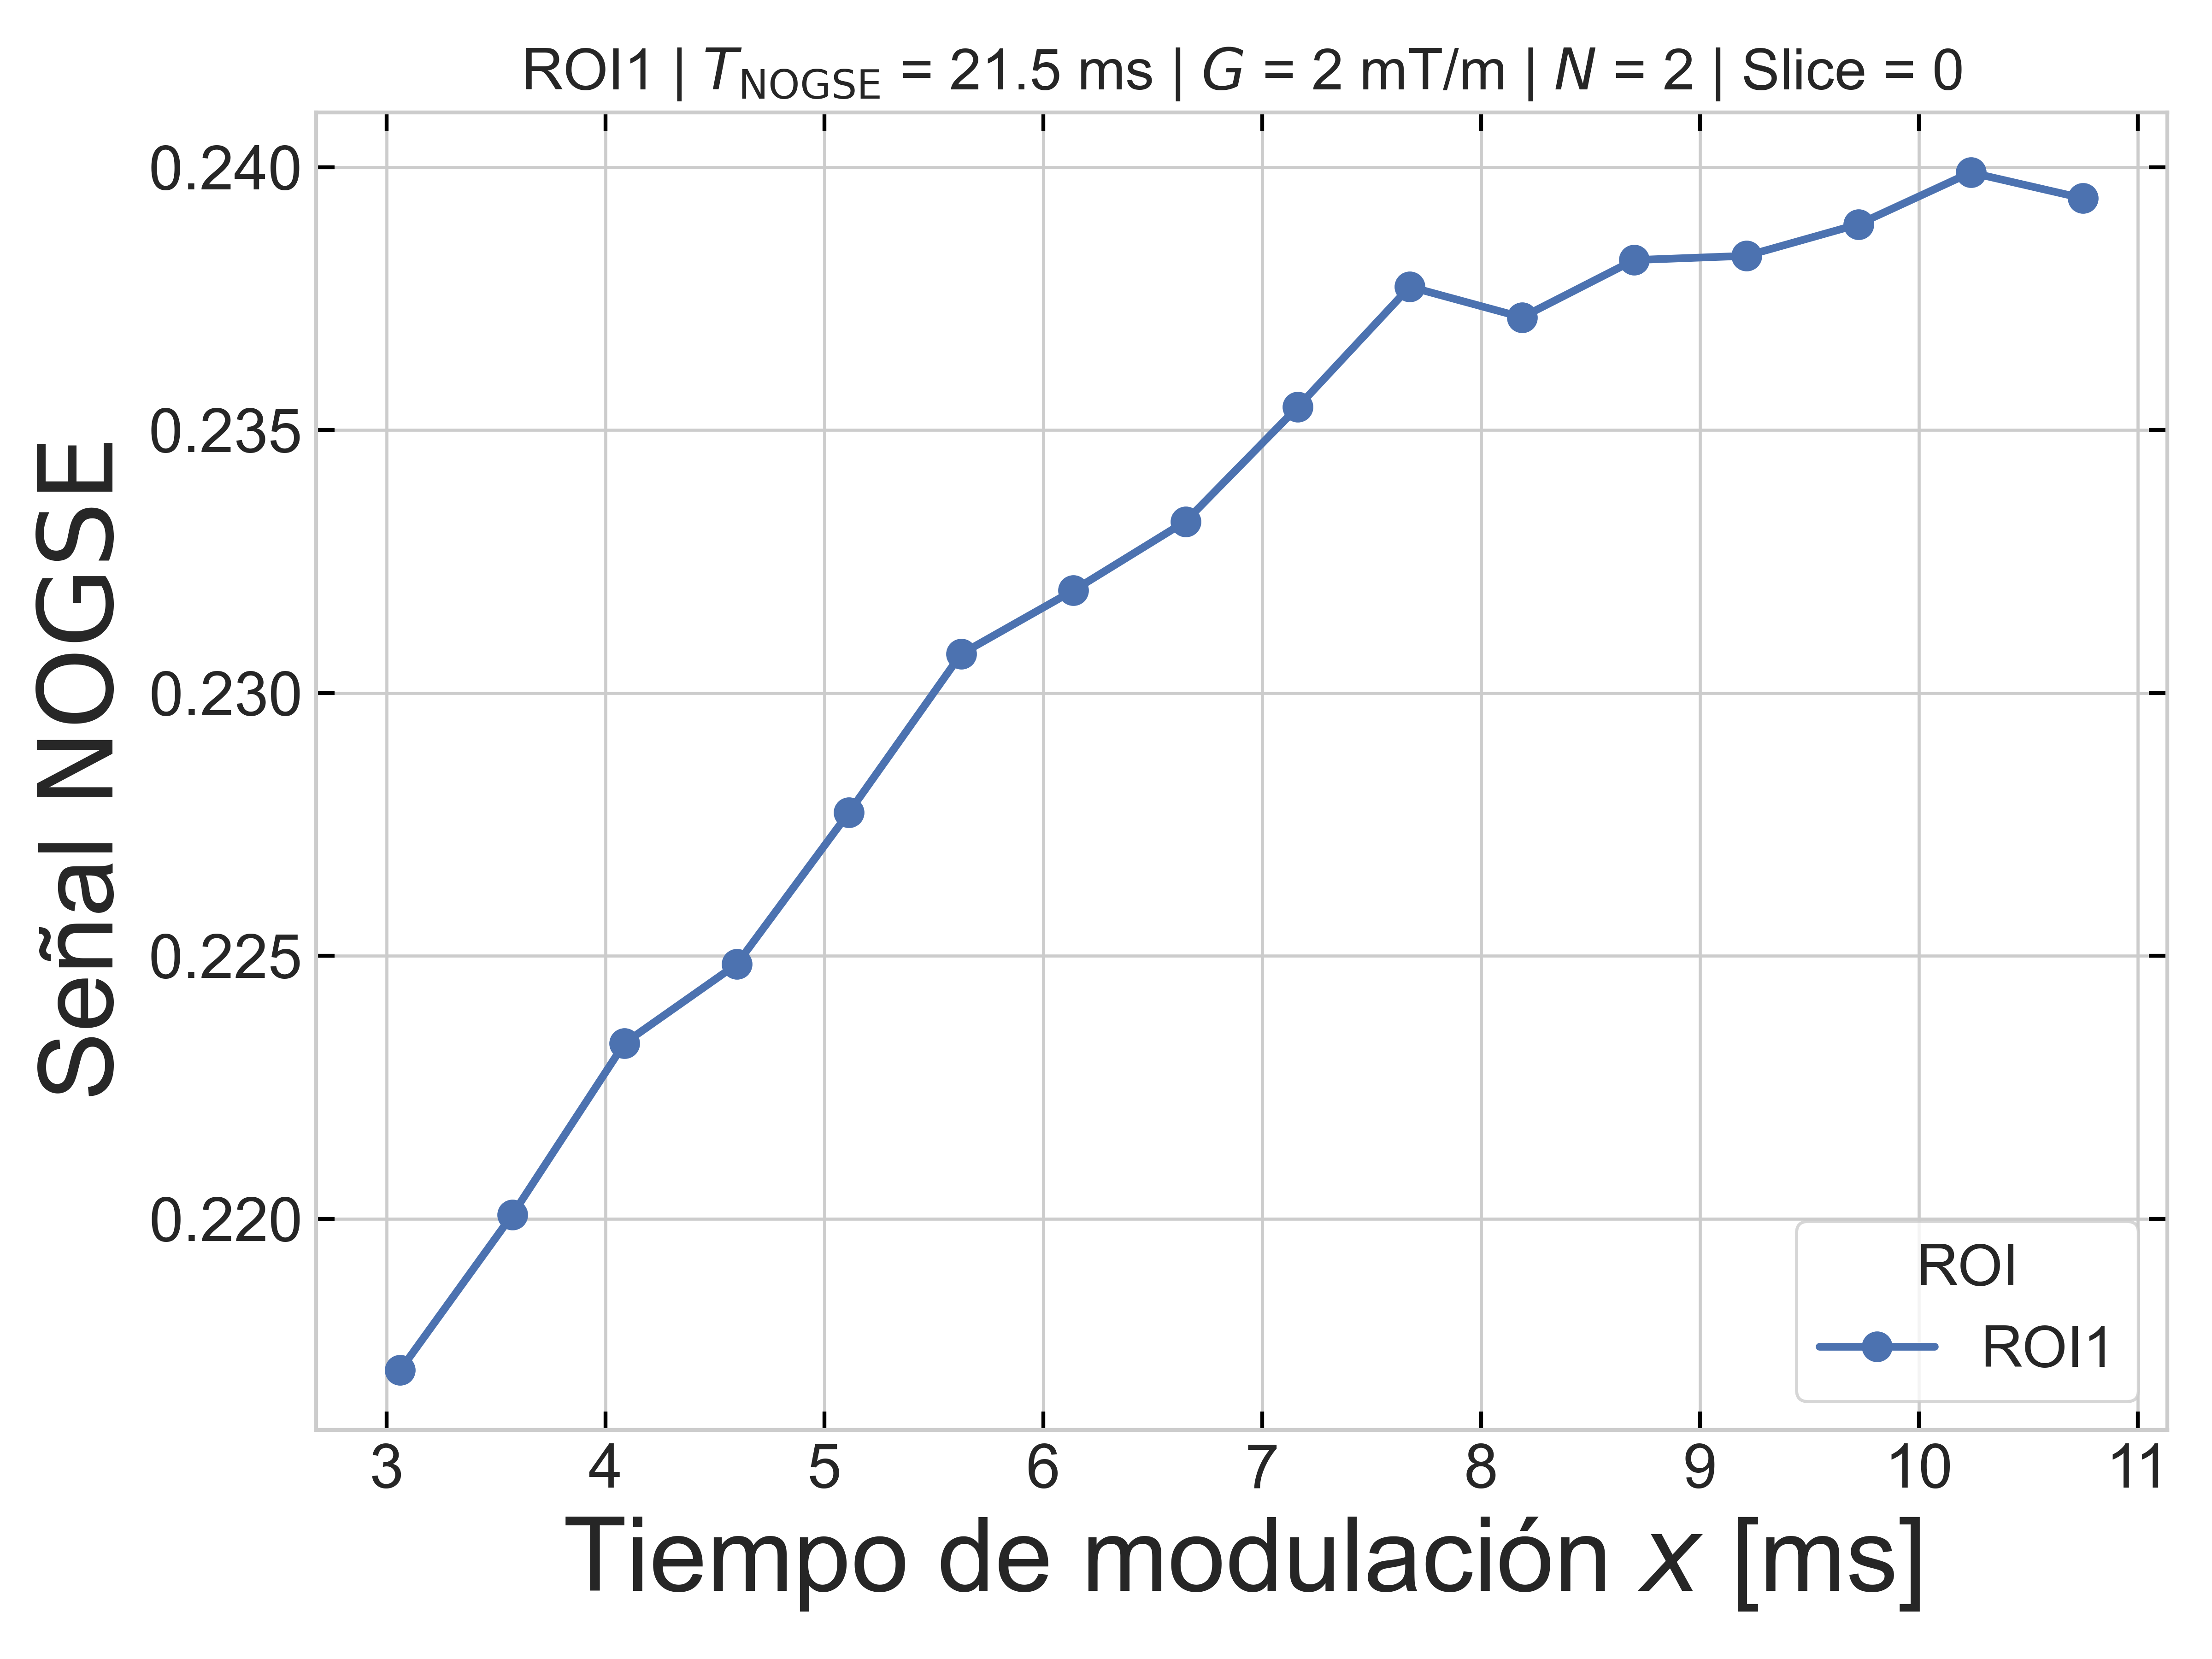 ROI1 | T_NOGSE = 21.5 ms | G = 2 mT/m | N = 2 | Slice = 0
Señal NOGSE
0.240
0.235
0.230
0.225
0.220
ROI
ROI1
3 4 5 6 7 8 9 10 11
Tiempo de modulación x [ms]